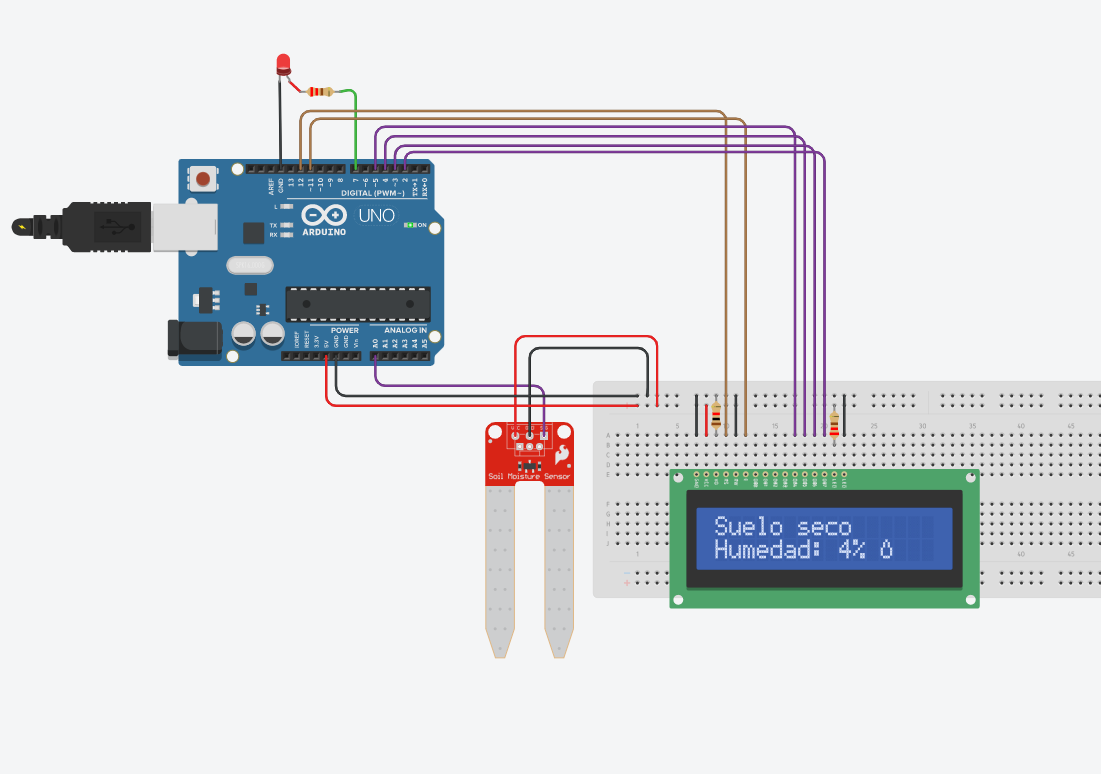 AREF
GND
13
12
~11
~10
~9
8
7
~6
~5
4
~3
2
TX→1
RX←0
DIGITAL (PWM~)
L
TX
RX
UNO
ARDUINO
ON
POWER
ANALOG IN
IOREF
RESET
3.3V
5V
GND
GND
Vin
A0
A1
A2
A3
A4
A5
Soil Moisture Sensor
1 5 15 25 30 35 40 45
A
B
C
D
E
F
G
H
I
J
1 40 45
Suelo seco
Humedad: 4%